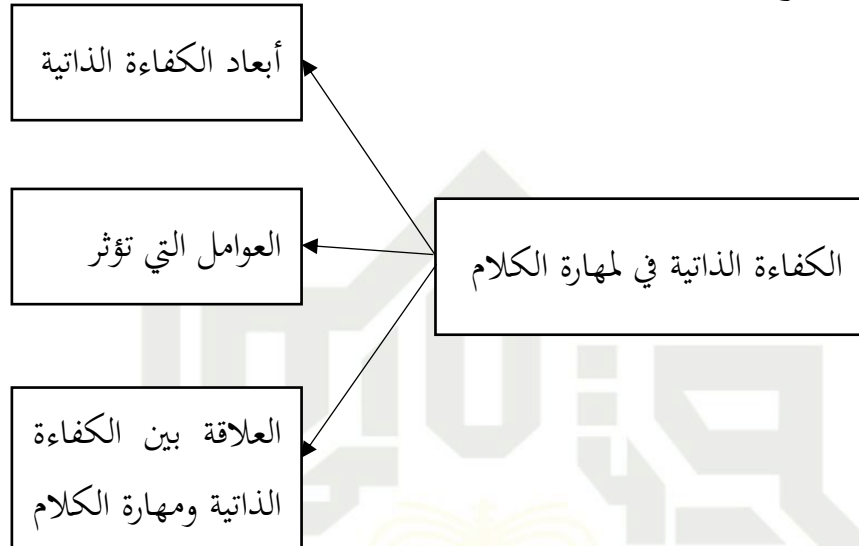 الكفاءة الذاتية في لمهارة الكلام
أبعاد الكفاءة الذاتية
العوامل التي تؤثر
العلاقة بين الكفاءة
الذاتية ومهارة الكلام